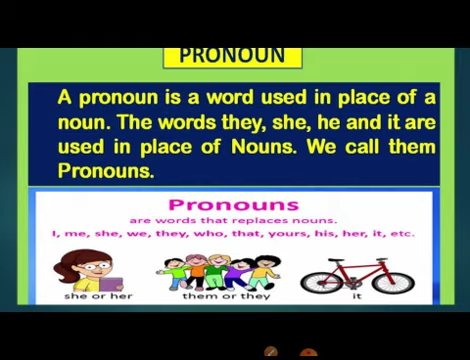 PRONOUN
A pronoun is a word used in place of a
noun. The words they, she, he and it are
used in place of Nouns. We call them
Pronouns.
Pronouns
are words that replaces nouns.
I, me, she, we, they, who, that, yours, his, her, it, etc.
she or her them or they it